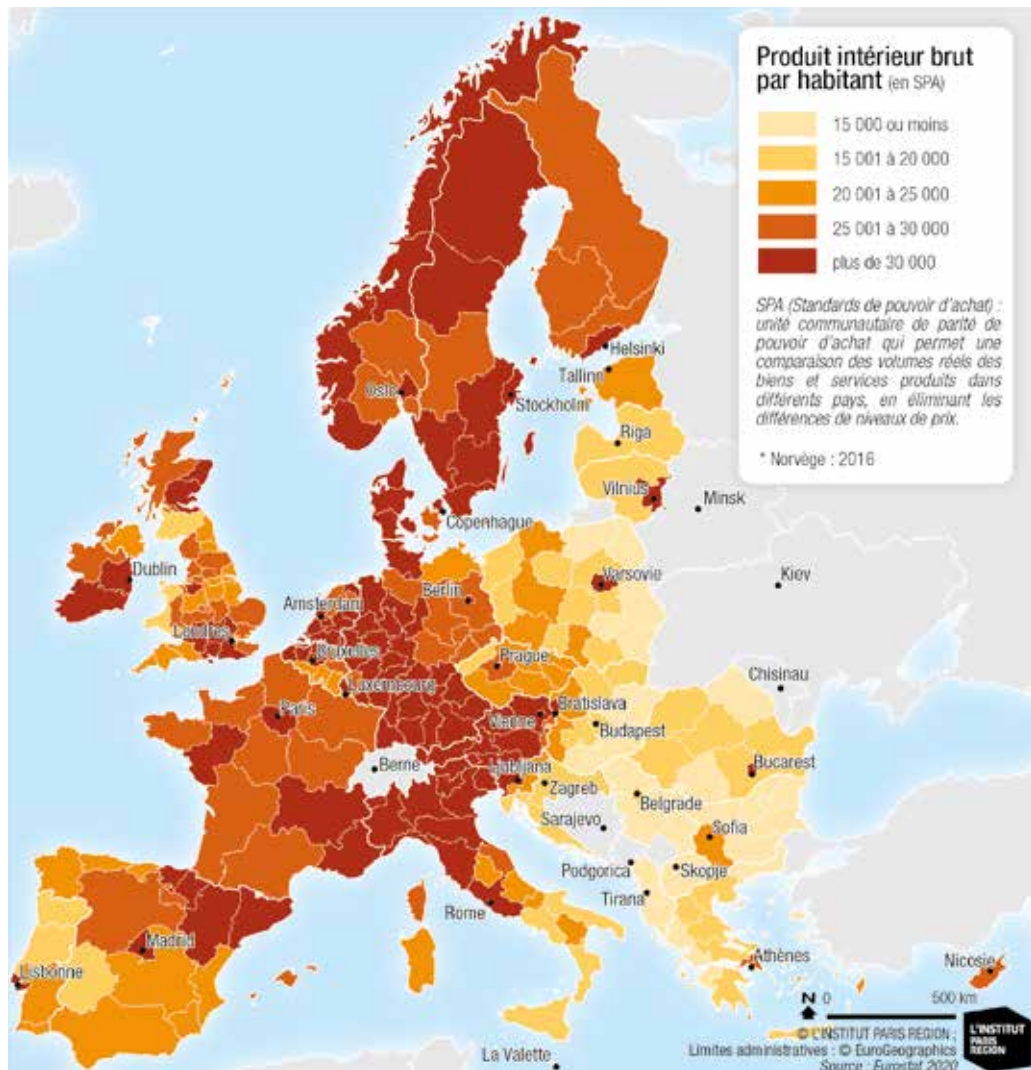 Produit intérieur brut
par habitant (en SPA)
15 000 ou moins
15 001 à 20 000
20 001 à 25 000
25 001 à 30 000
plus de 30 000
SPA (Standards de pouvoir d'achat) :
unité communautaire de parité de
pouvoir d'achat qui permet une
comparaison des volumes réels des
biens et services produits dans
différents pays, en éliminant les
différences de niveaux de prix.
* Norvège : 2016
Helsinki
Tallinn
Oslo
Stockholm
Riga
Vilnius
Minsk
Copenhague
Dublin
Varsovie
Kiev
Berlin
Amsterdam
Londres
Bruxelles
Prague
Luxembourg
Chisinau
Paris
Bratislava
Vienne
Budapest
Berne
Ljubljana
Bucarest
Zagreb
Belgrade
Sarajevo
Sofia
Podgorica
Skopje
Tirana
Rome
Madrid
Lisbonne
Athènes
Nicosie
N 0 500 km
© L'INSTITUT PARIS REGION ;
Limites administratives : © EuroGeographics
Source : Eurostat 2020
L'INSTITUT
PARIS
REGION
La Valette